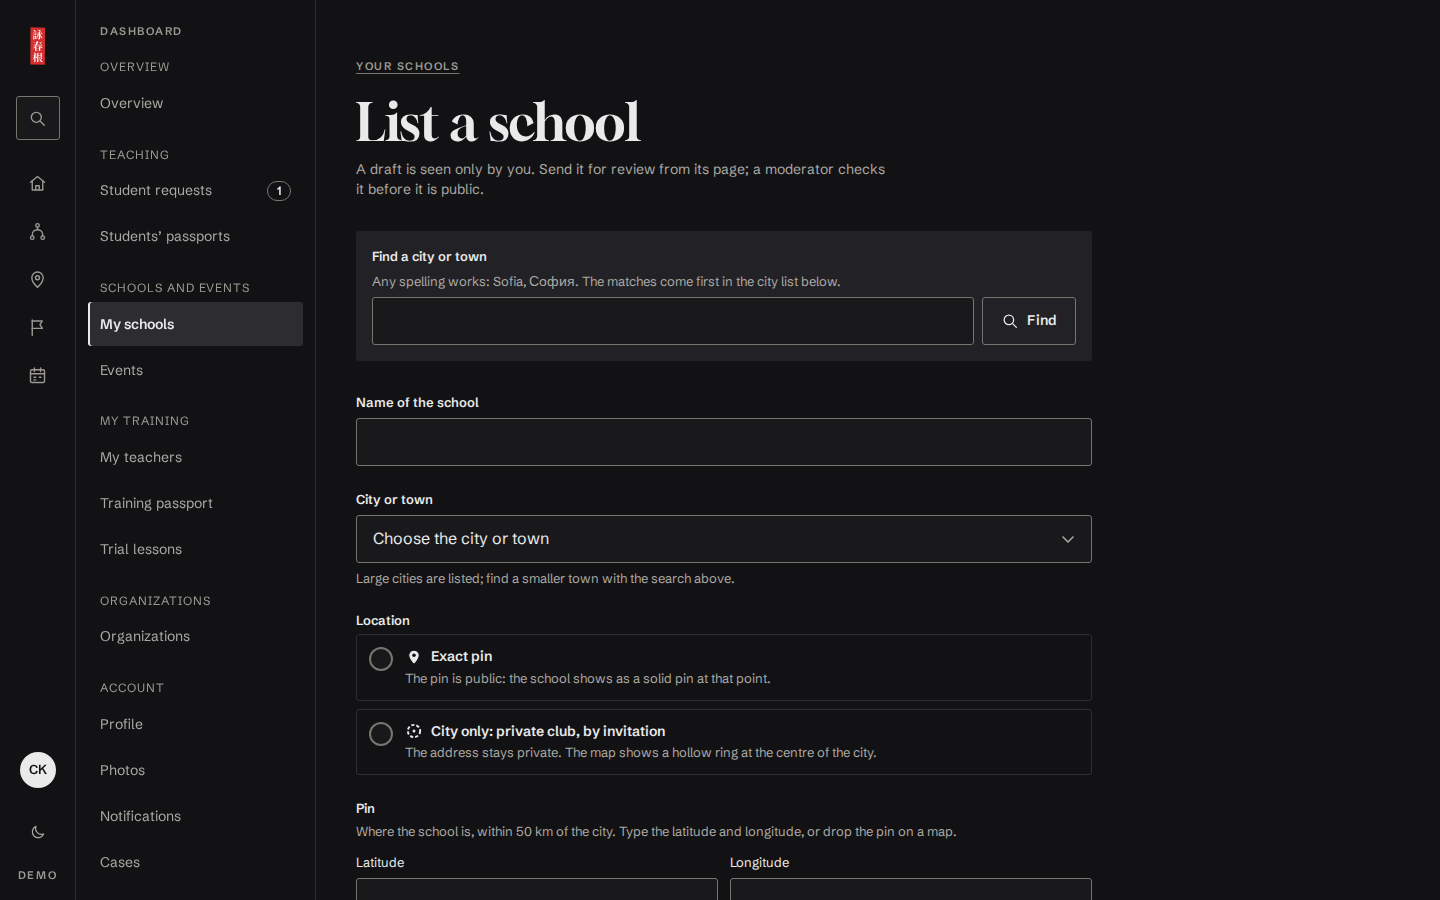 詠春根
DASHBOARD
OVERVIEW
Overview
TEACHING
Student requests 1
Students’ passports
SCHOOLS AND EVENTS
My schools
Events
MY TRAINING
My teachers
Training passport
Trial lessons
ORGANIZATIONS
Organizations
ACCOUNT
Profile
Photos
Notifications
Cases
CK
DEMO
YOUR SCHOOLS
List a school
A draft is seen only by you. Send it for review from its page; a moderator checks
it before it is public.
Find a city or town
Any spelling works: Sofia, София. The matches come first in the city list below.
Find
Name of the school
City or town
Choose the city or town
Large cities are listed; find a smaller town with the search above.
Location
Exact pin
The pin is public: the school shows as a solid pin at that point.
City only: private club, by invitation
The address stays private. The map shows a hollow ring at the centre of the city.
Pin
Where the school is, within 50 km of the city. Type the latitude and longitude, or drop the pin on a map.
Latitude Longitude